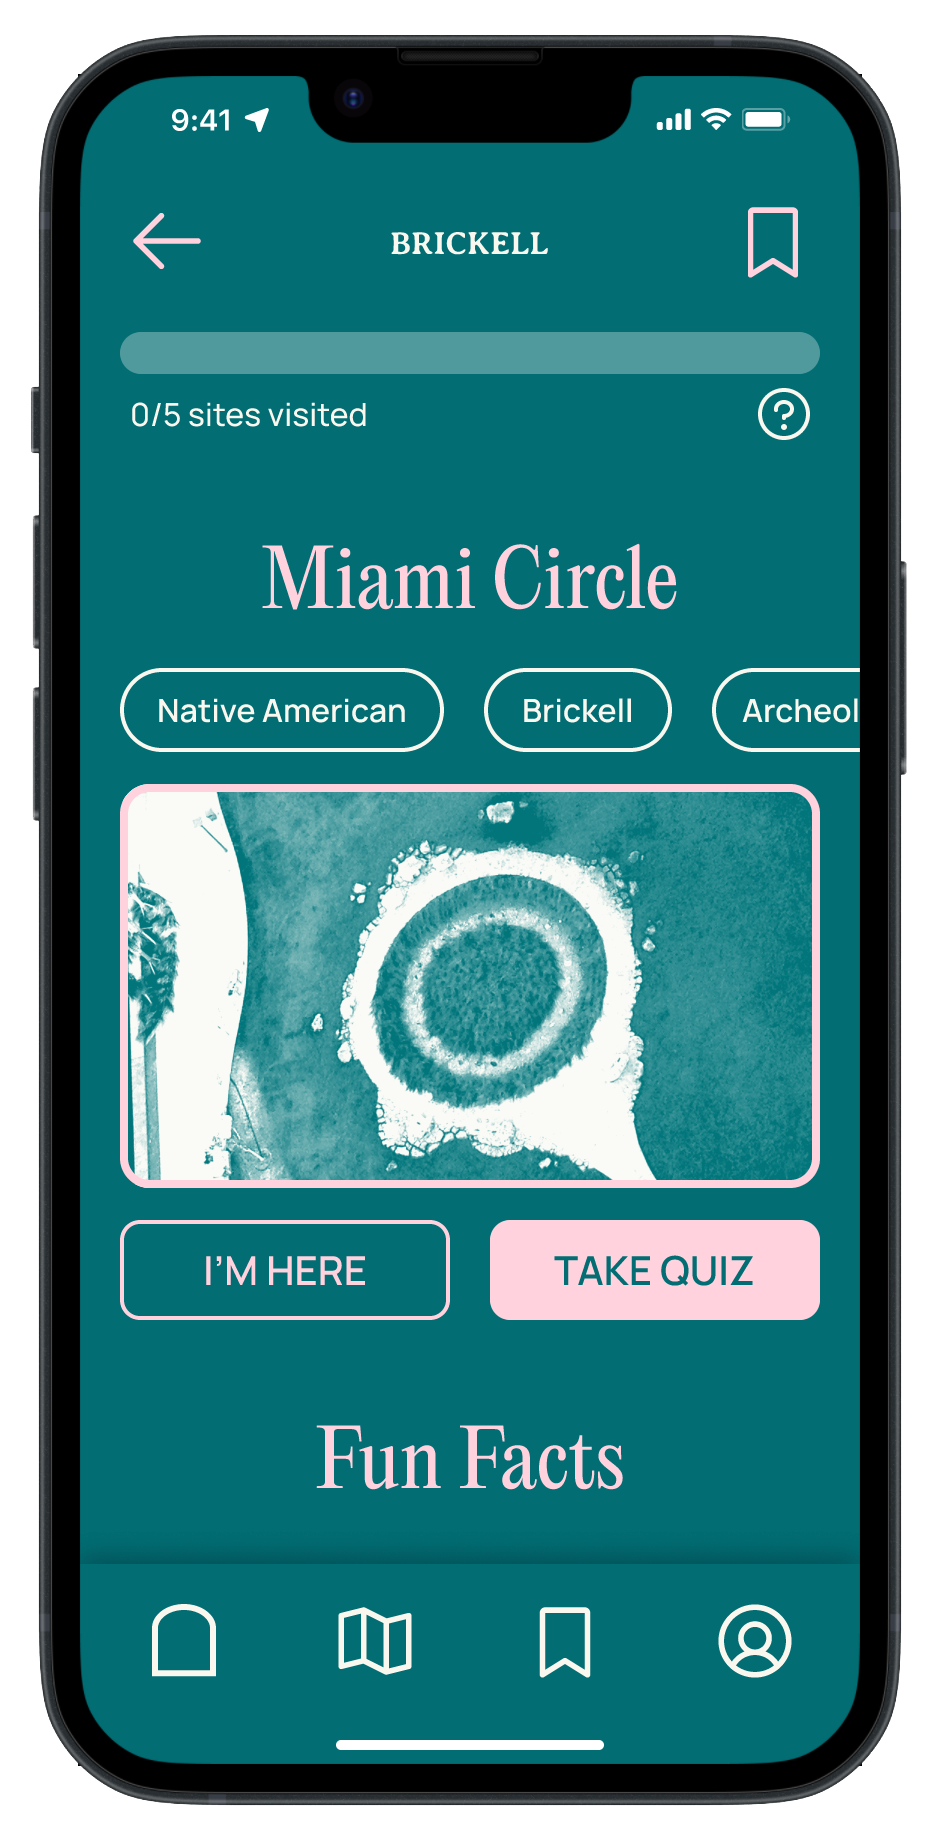 9:41
BRICKELL
0/5 sites visited
?
Miami Circle
Native American Brickell Archeol
I’M HERE TAKE QUIZ
Fun Facts